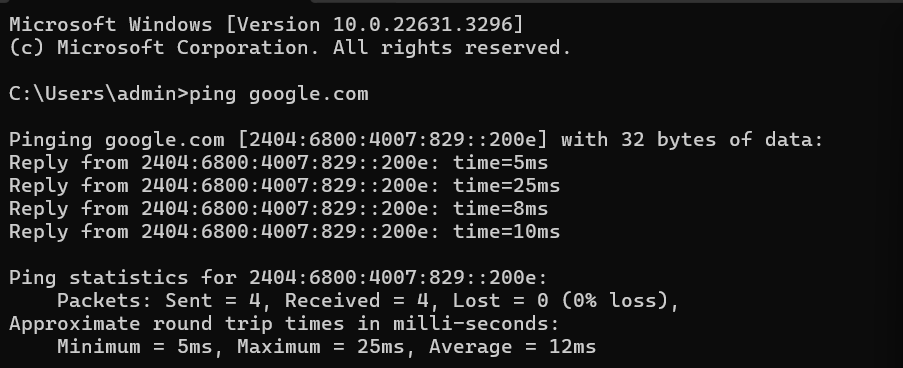 Microsoft Windows [Version 10.0.22631.3296]
(c) Microsoft Corporation. All rights reserved.
C:\Users\admin>ping google.com
Pinging google.com [2404:6800:4007:829::200e] with 32 bytes of data:
Reply from 2404:6800:4007:829::200e: time=5ms
Reply from 2404:6800:4007:829::200e: time=25ms
Reply from 2404:6800:4007:829::200e: time=8ms
Reply from 2404:6800:4007:829::200e: time=10ms
Ping statistics for 2404:6800:4007:829::200e:
    Packets: Sent = 4, Received = 4, Lost = 0 (0% loss),
Approximate round trip times in milli-seconds:
    Minimum = 5ms, Maximum = 25ms, Average = 12ms